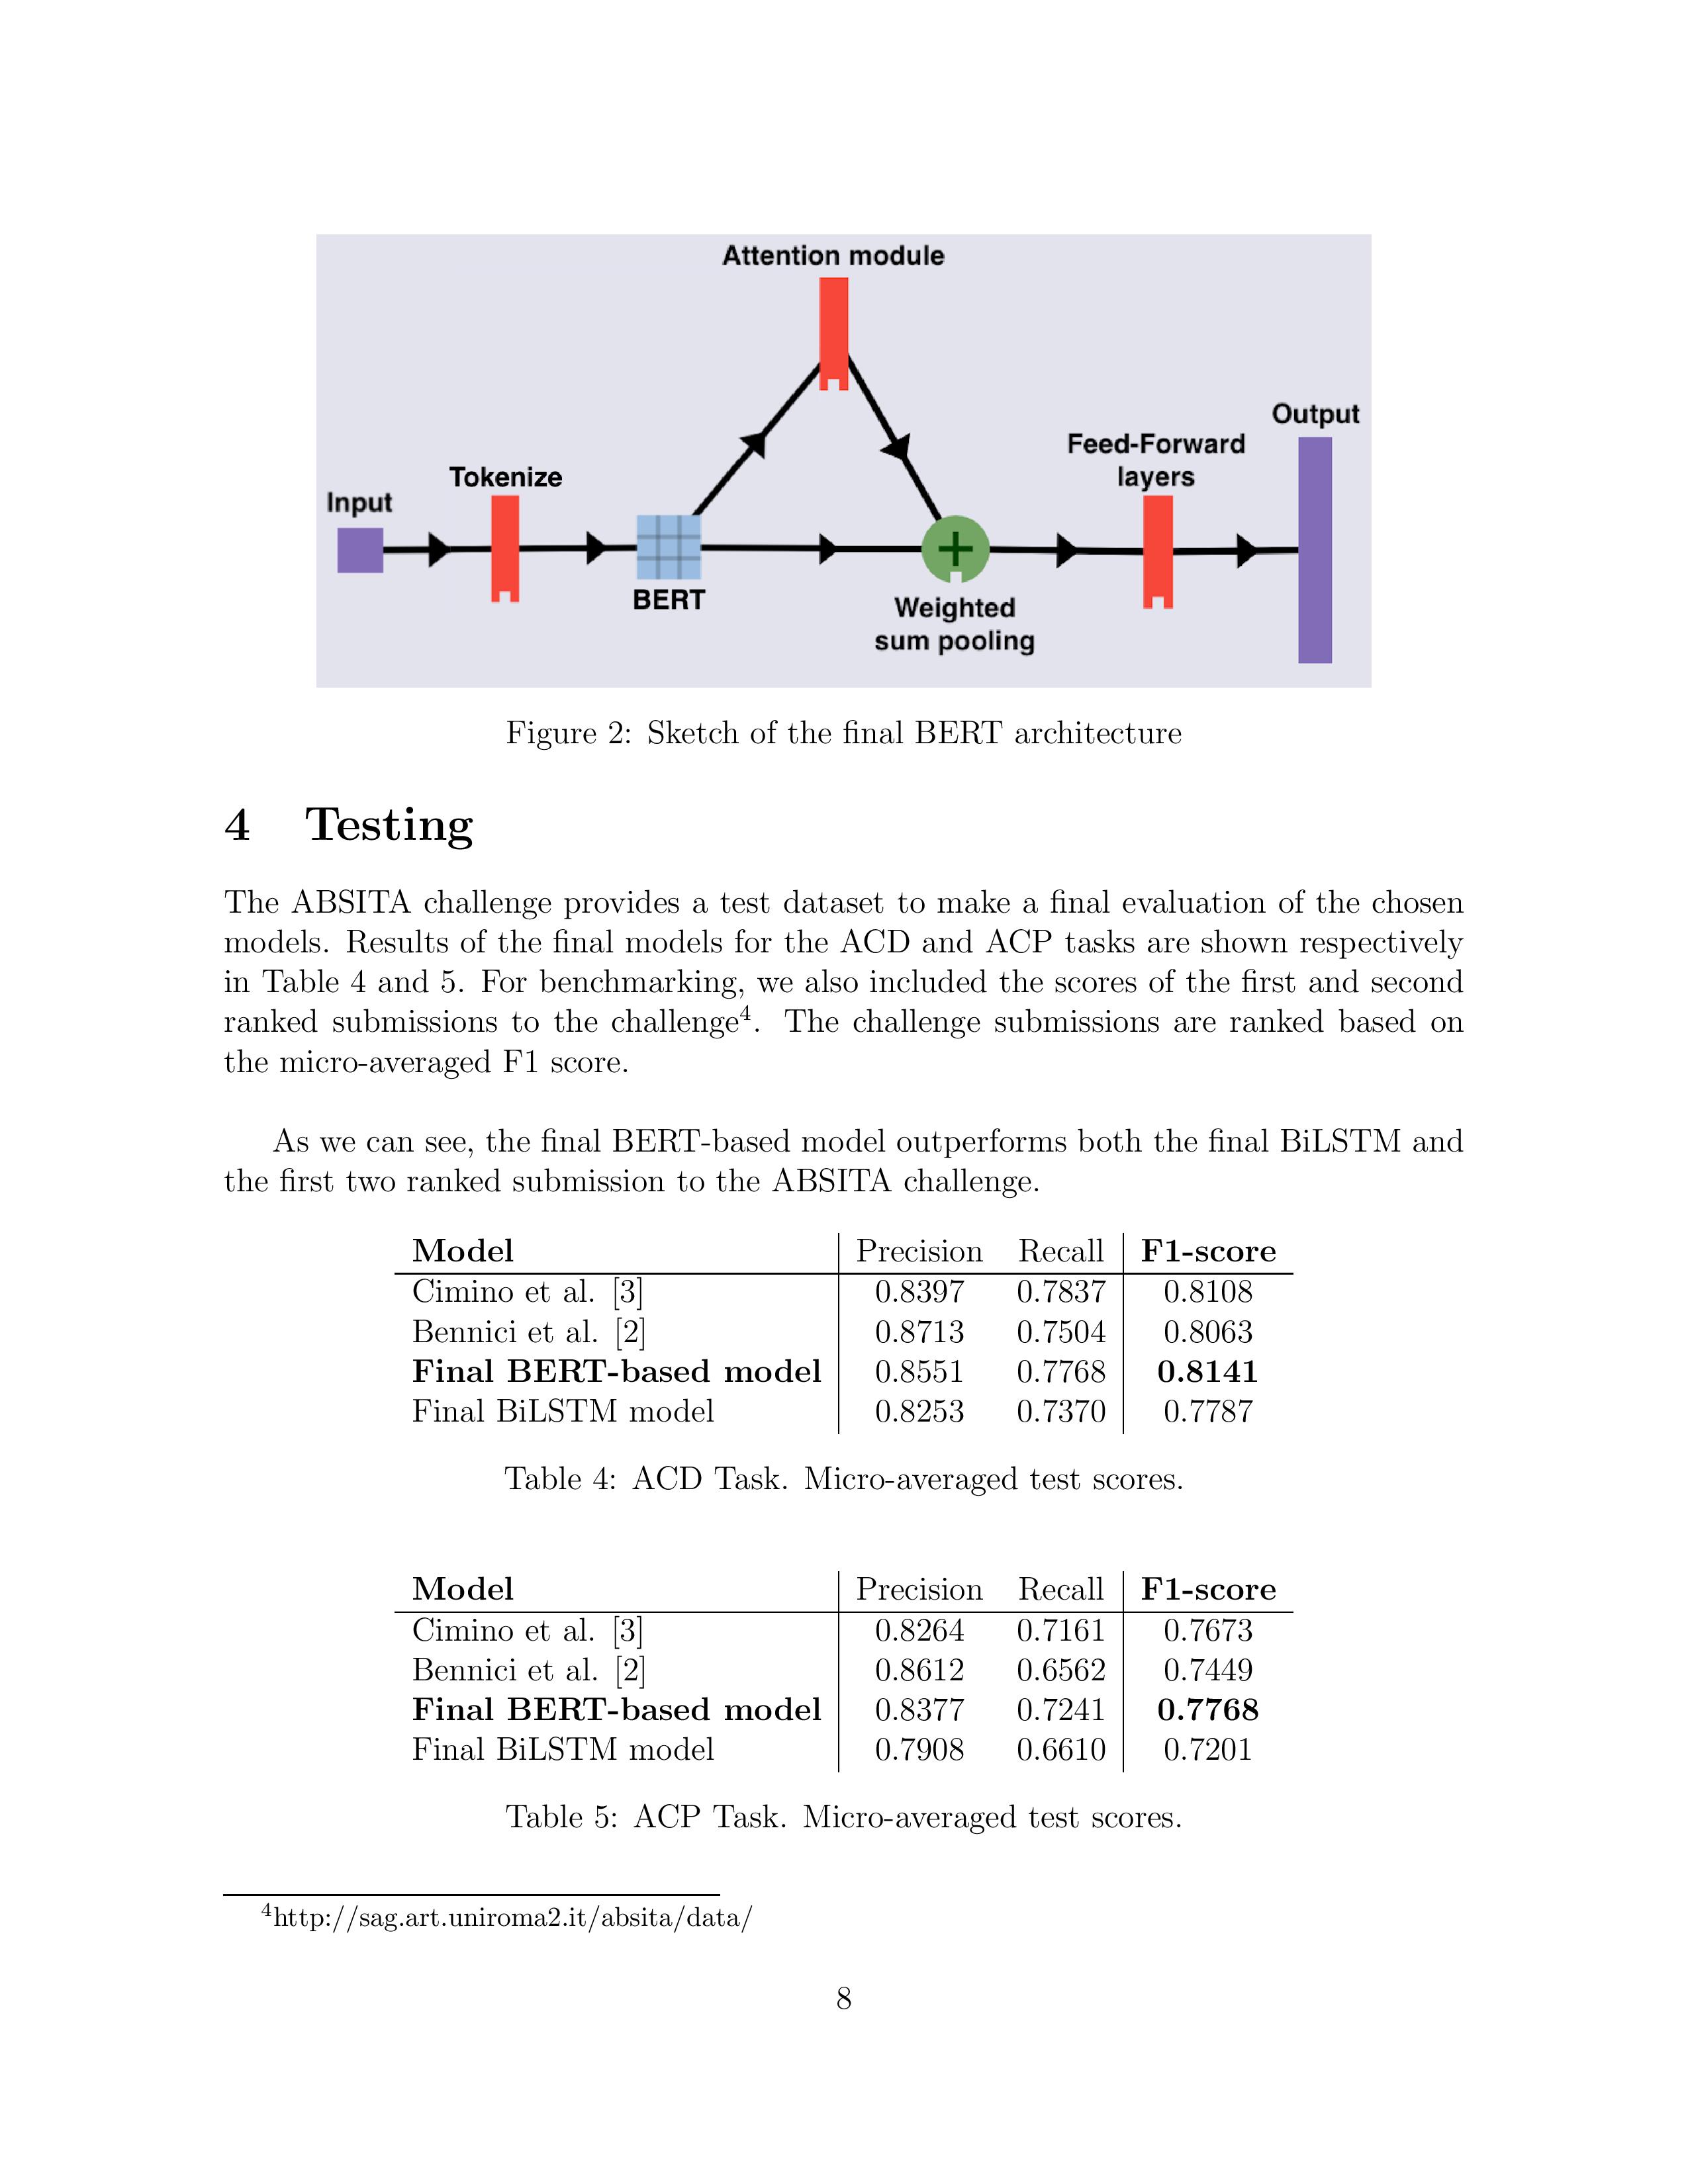 Attention module
Output
Feed-Forward
layers
Tokenize
Input
BERT
Weighted
sum pooling
Figure 2: Sketch of the final BERT architecture
4 Testing
The ABSITA challenge provides a test dataset to make a final evaluation of the chosen
models. Results of the final models for the ACD and ACP tasks are shown respectively
in Table 4 and 5. For benchmarking, we also included the scores of the first and second
ranked submissions to the challenge4. The challenge submissions are ranked based on
the micro-averaged F1 score.
As we can see, the final BERT-based model outperforms both the final BiLSTM and
the first two ranked submission to the ABSITA challenge.
Model Precision Recall F1-score
Cimino et al. [3] 0.8397 0.7837 0.8108
Bennici et al. [2] 0.8713 0.7504 0.8063
Final BERT-based model 0.8551 0.7768 0.8141
Final BiLSTM model 0.8253 0.7370 0.7787
Table 4: ACD Task. Micro-averaged test scores.
Model Precision Recall F1-score
Cimino et al. [3] 0.8264 0.7161 0.7673
Bennici et al. [2] 0.8612 0.6562 0.7449
Final BERT-based model 0.8377 0.7241 0.7768
Final BiLSTM model 0.7908 0.6610 0.7201
Table 5: ACP Task. Micro-averaged test scores.
4http://sag.art.uniroma2.it/absita/data/
8